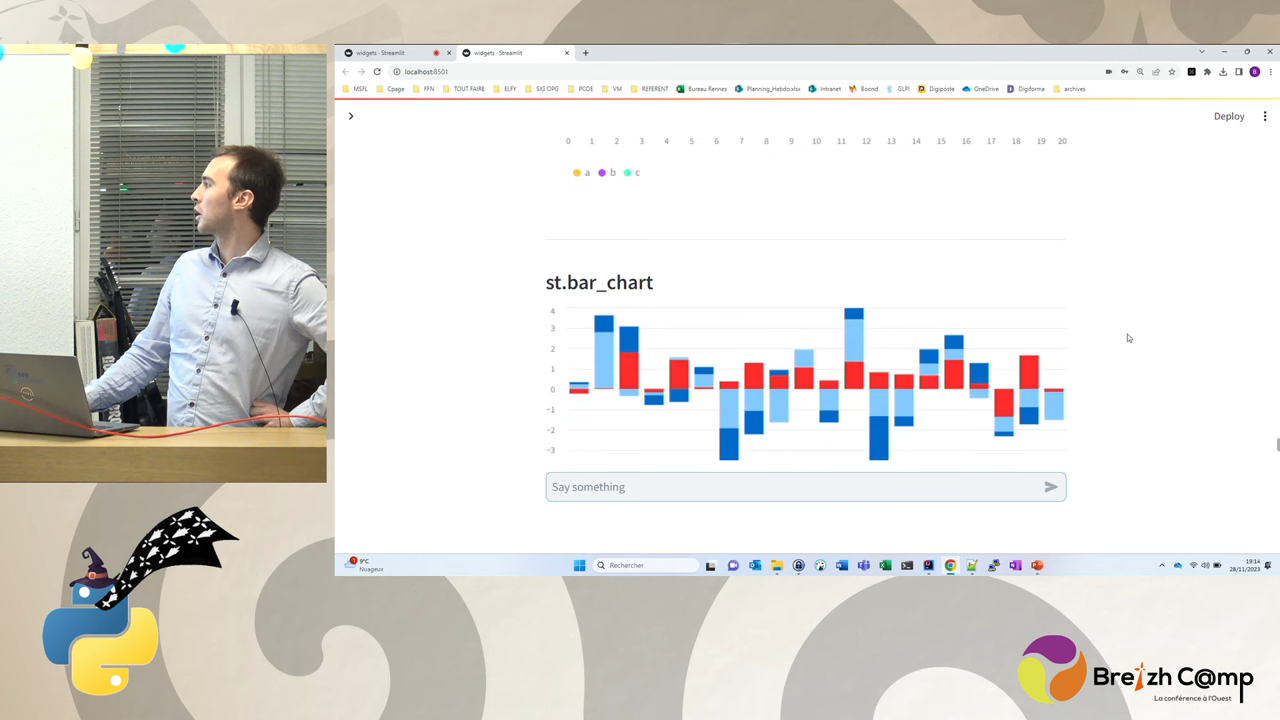 widgets · Streamlit
widgets · Streamlit
localhost:8501
MSFL Cpage FFN TOUT FAIRE ELFY SIG OPG PCOE VM REFERENT Bureau Rennes Planning_Hebdo.xlsx Intranet Boond GLPI Digiposte OneDrive Digiforma archives
Deploy
0 1 2 3 4 5 6 7 8 9 10 11 12 13 14 15 16 17 18 19 20
a b c
st.bar_chart
4
3
2
1
0
−1
−2
−3
Say something
9°C
Nuageux
Rechercher
19:14
28/11/2023
Breizh C@mp
La conférence à l'Ouest